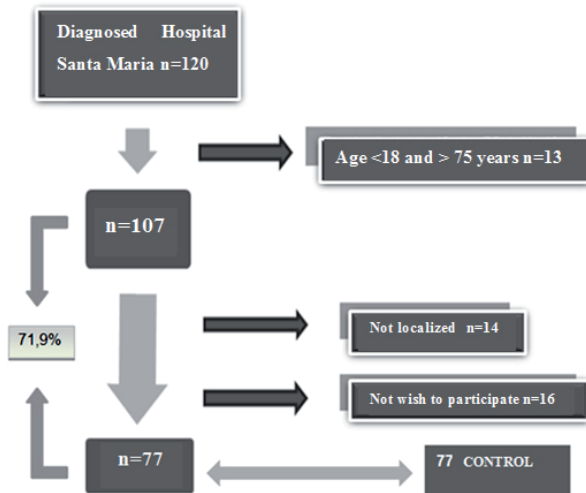 Diagnosed Hospital
Santa Maria n=120
Age <18 and > 75 years n=13
n=107
71,9%
Not localized n=14
Not wish to participate n=16
n=77
77 CONTROL